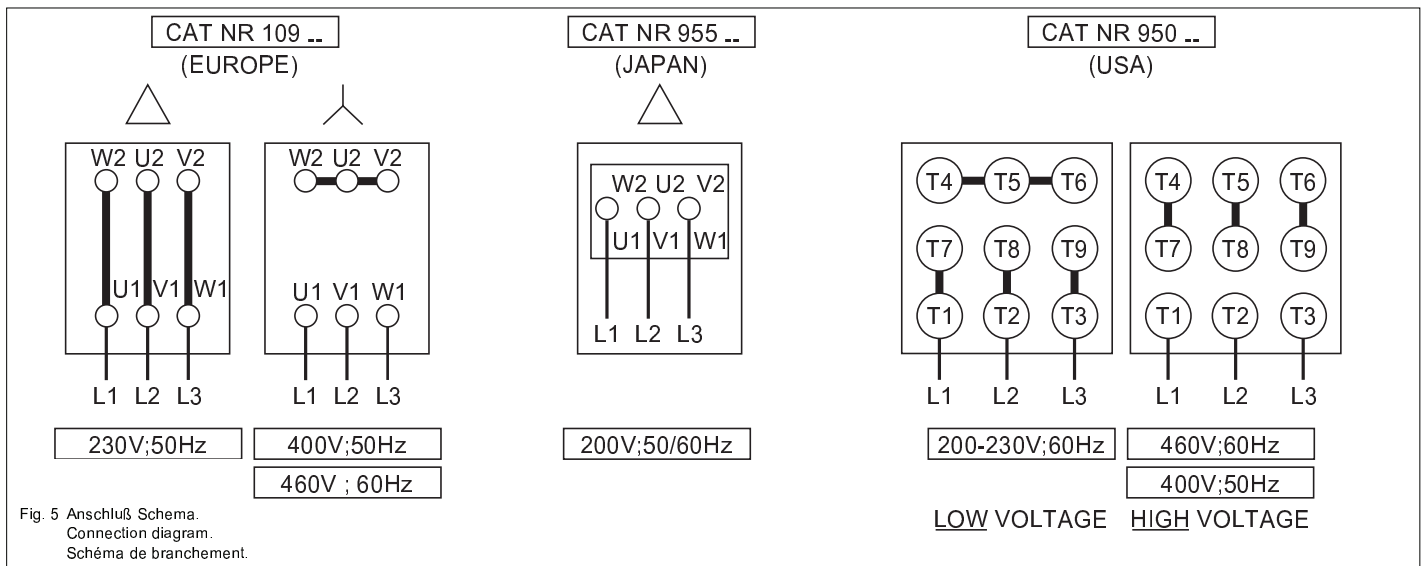 CAT NR 109 --
(EUROPE)
W2 U2 V2
U1 V1 W1
L1 L2 L3
230V;50Hz
W2 U2 V2
U1 V1 W1
L1 L2 L3
400V;50Hz
460V ; 60Hz
CAT NR 955 --
(JAPAN)
W2 U2 V2
U1 V1 W1
L1 L2 L3
200V;50/60Hz
CAT NR 950 --
(USA)
T4 T5 T6
T7 T8 T9
T1 T2 T3
L1 L2 L3
200-230V;60Hz
LOW VOLTAGE
T4 T5 T6
T7 T8 T9
T1 T2 T3
L1 L2 L3
460V;60Hz
400V;50Hz
HIGH VOLTAGE
Fig. 5 Anschluß Schema.
Connection diagram.
Schéma de branchement.